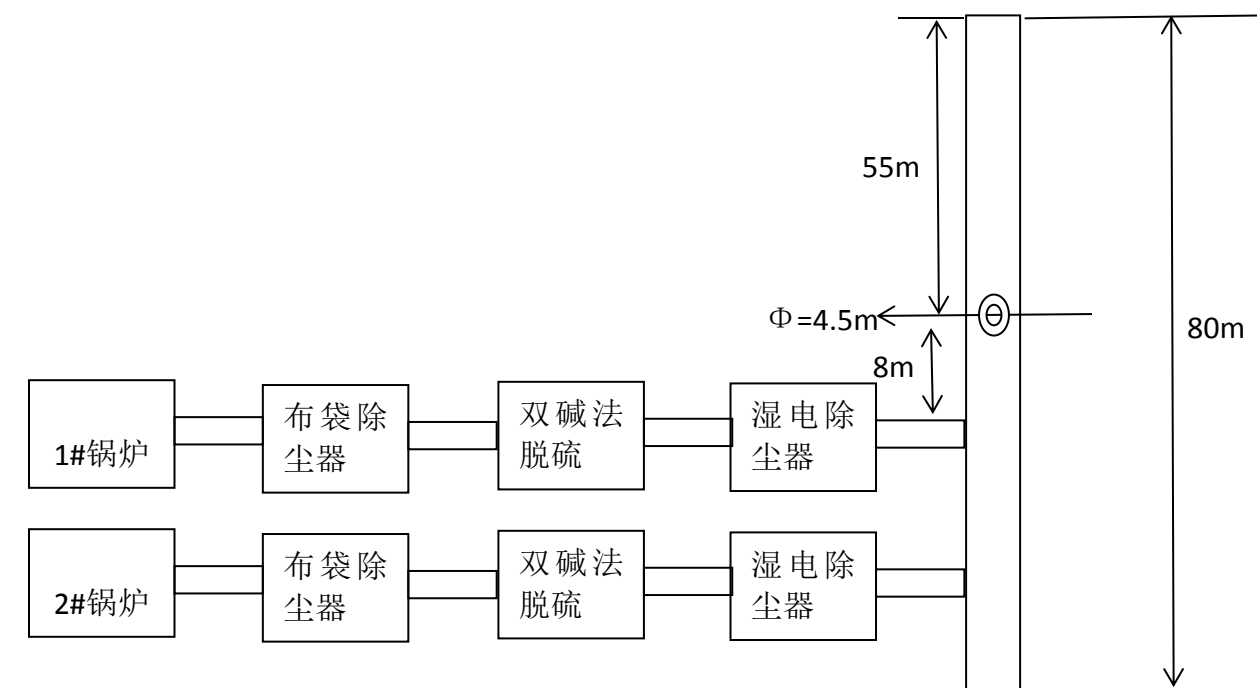 55m
Φ=4.5m
80m
8m
1#锅炉
布袋除
尘器
双碱法
脱硫
湿电除
尘器
2#锅炉
布袋除
尘器
双碱法
脱硫
湿电除
尘器